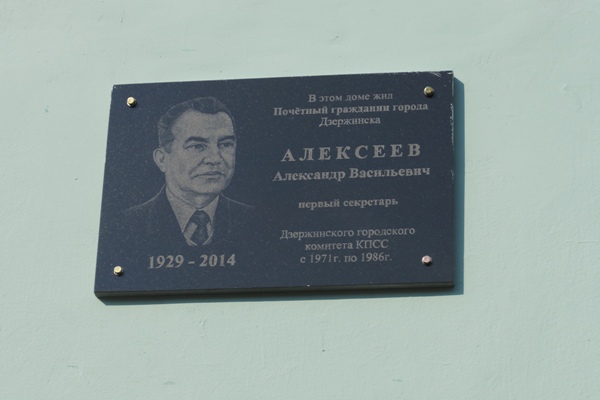 В этом доме жил
Почётный гражданин города
Дзержинска
АЛЕКСЕЕВ
Александр Васильевич
первый секретарь
Дзержинского городского
комитета КПСС
с 1971г. по 1986г.
1929 - 2014